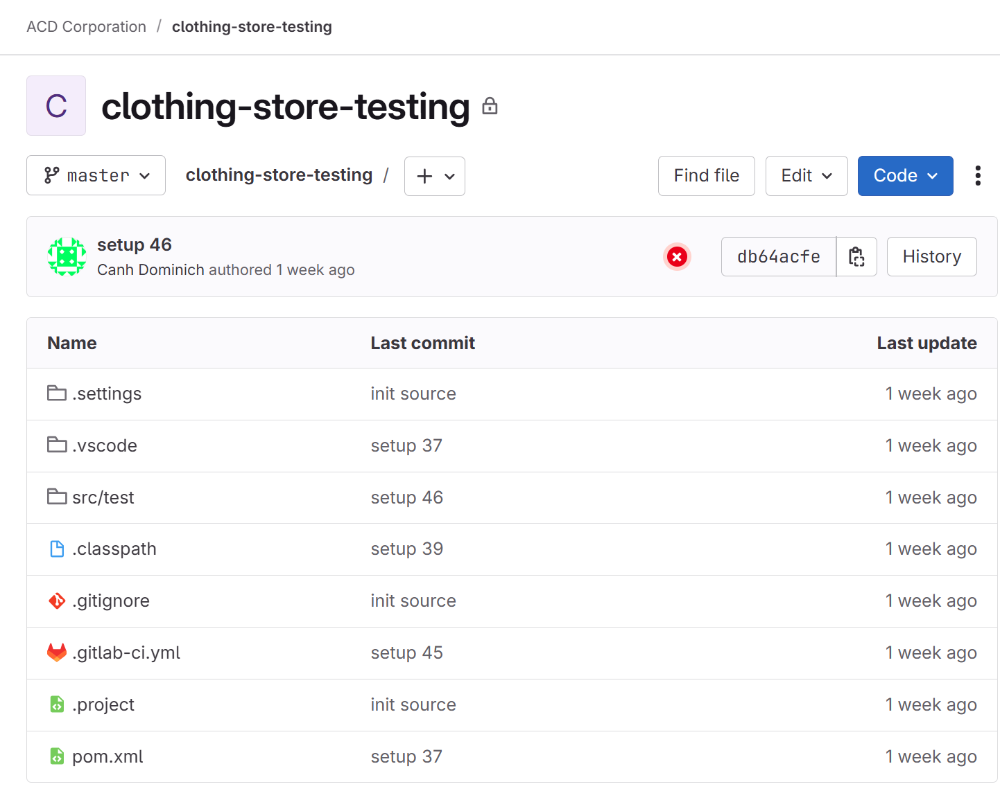 ACD Corporation / clothing-store-testing
C clothing-store-testing
master clothing-store-testing / + Find file Edit Code
setup 46
Canh Dominich authored 1 week ago
db64acfe History
Name Last commit Last update
.settings init source 1 week ago
.vscode setup 37 1 week ago
src/test setup 46 1 week ago
.classpath setup 39 1 week ago
.gitignore init source 1 week ago
.gitlab-ci.yml setup 45 1 week ago
.project init source 1 week ago
pom.xml setup 37 1 week ago